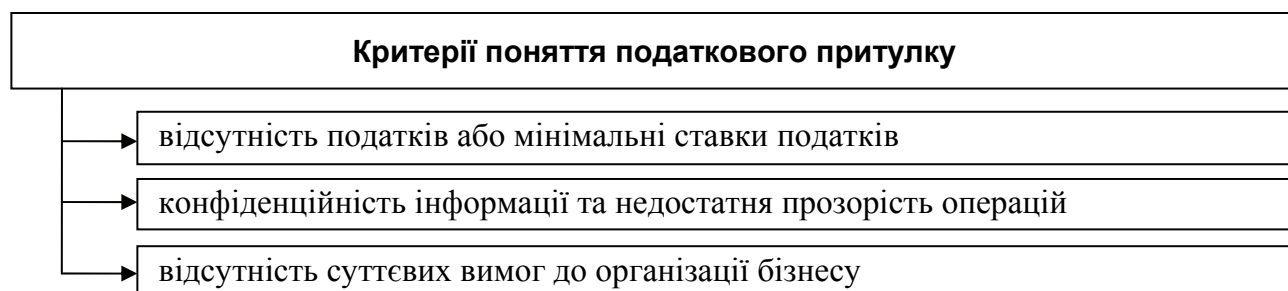 Критерії поняття податкового притулку
відсутність податків або мінімальні ставки податків
конфіденційність інформації та недостатня прозорість операцій
відсутність суттєвих вимог до організації бізнесу